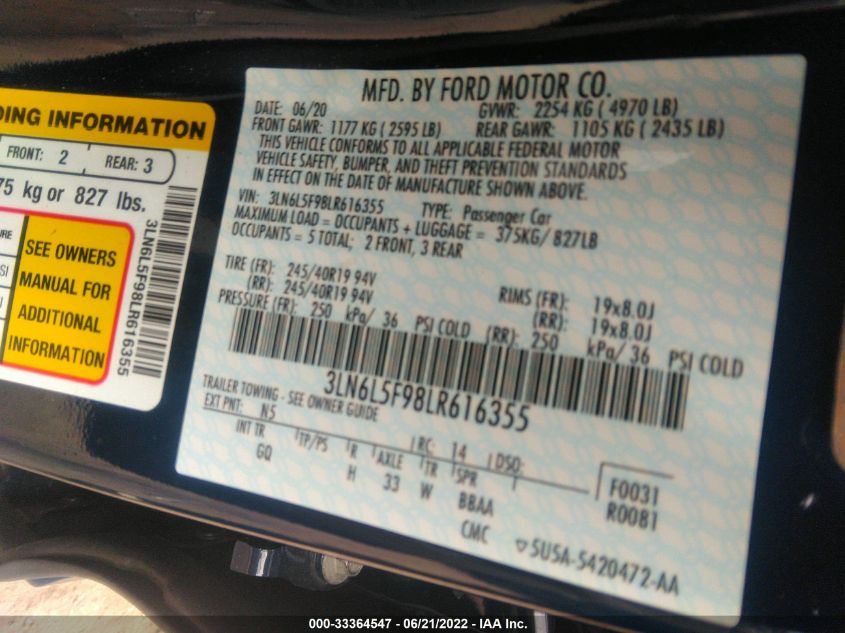 DING INFORMATION
FRONT: 2
REAR: 3
75 kg or 827 lbs.
SEE OWNERS
MANUAL FOR
ADDITIONAL
INFORMATION
3LN6L5F98LR616355
MFD. BY FORD MOTOR CO.
DATE: 06/20 GVWR: 2254 KG ( 4970 LB)
FRONT GAWR: 1177 KG ( 2595 LB) REAR GAWR: 1105 KG ( 2435 LB)
THIS VEHICLE CONFORMS TO ALL APPLICABLE FEDERAL MOTOR
VEHICLE SAFETY, BUMPER, AND THEFT PREVENTION STANDARDS
IN EFFECT ON THE DATE OF MANUFACTURE SHOWN ABOVE.
VIN: 3LN6L5F98LR616355 TYPE: Passenger Car
MAXIMUM LOAD = OCCUPANTS + LUGGAGE = 375KG/ 827LB
OCCUPANTS = 5 TOTAL; 2 FRONT, 3 REAR
TIRE (FR): 245/40R19 94V RIMS (FR): 19x8.0J
(RR): 245/40R19 94V (RR): 19x8.0J
PRESSURE (FR): 250 kPa/ 36 PSI COLD (RR): 250 kPa/ 36 PSI COLD
3LN6L5F98LR616355
TRAILER TOWING - SEE OWNER GUIDE
EXT PNT: N5 RC: 14 DSO:
INT TR TP/PS R AXLE TR SPR
GQ H 33 W BBAA
CMC
F0031
R0081
5U5A-5420472-AA
000-33364547 - 06/21/2022 - IAA Inc.